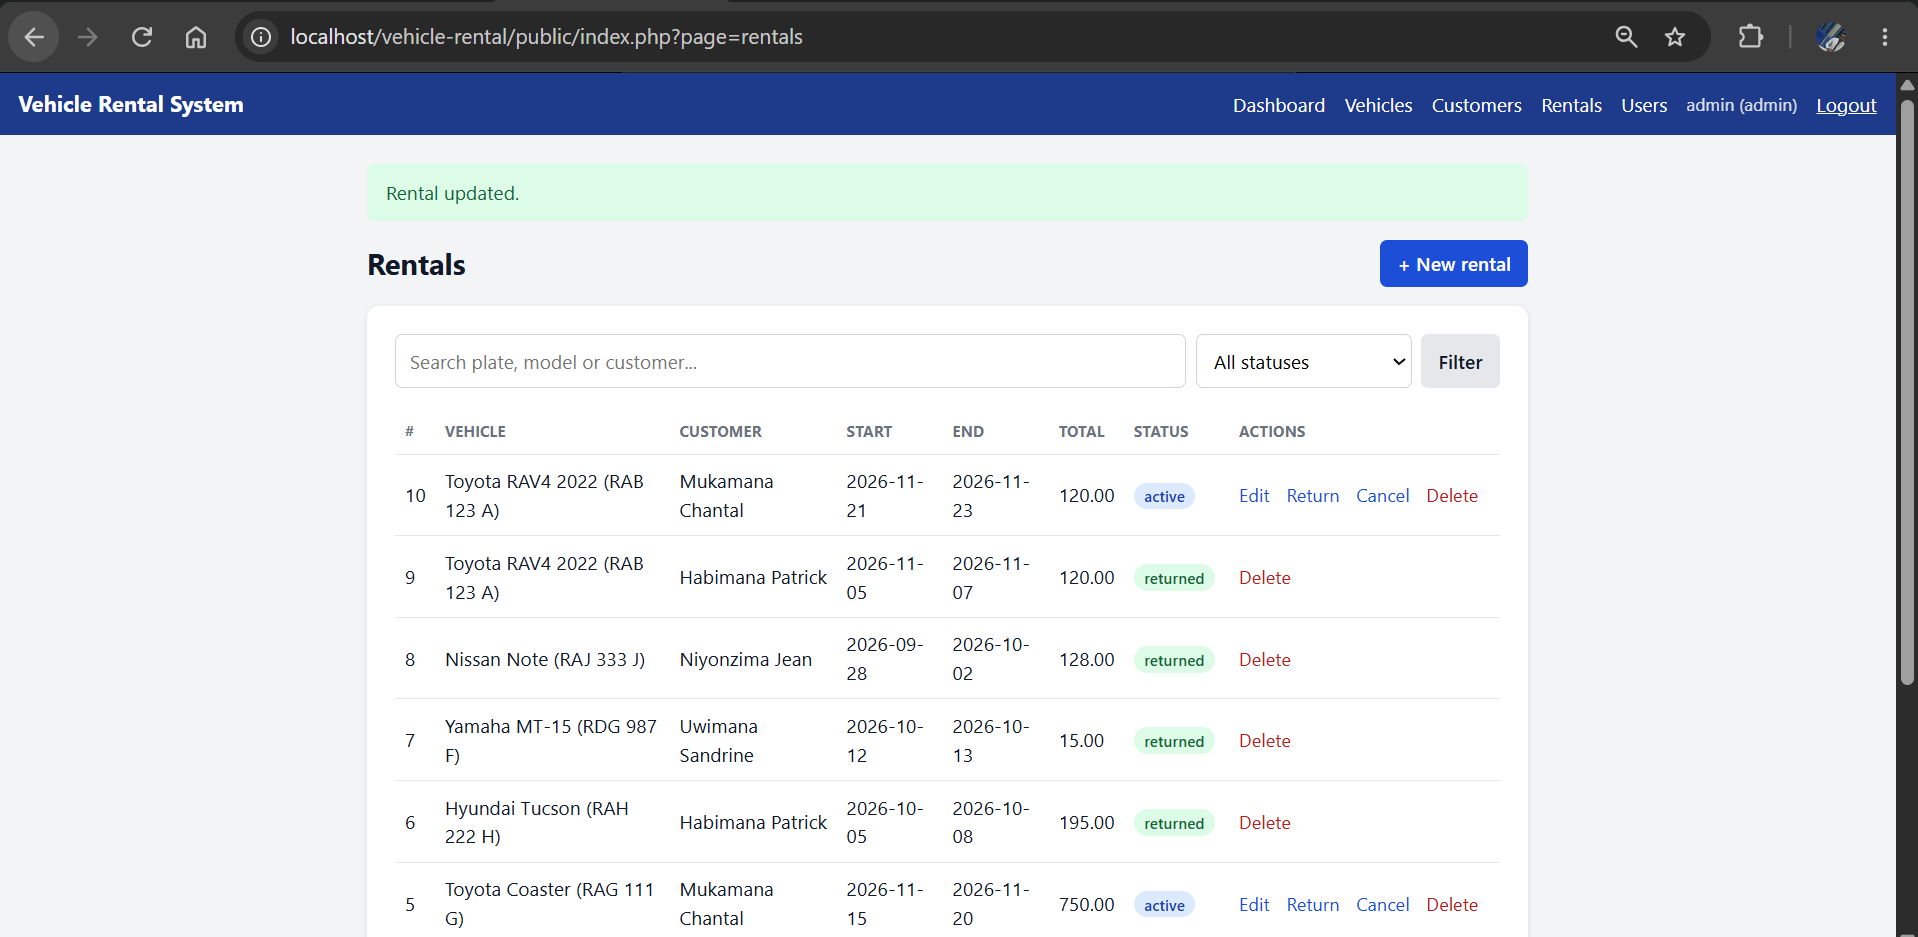 localhost/vehicle-rental/public/index.php?page=rentals
Vehicle Rental System
Dashboard Vehicles Customers Rentals Users admin (admin) Logout
Rental updated.
Rentals
+ New rental
Search plate, model or customer...
All statuses
Filter
# VEHICLE CUSTOMER START END TOTAL STATUS ACTIONS
10 Toyota RAV4 2022 (RAB 123 A) Mukamana Chantal 2026-11-21 2026-11-23 120.00 active Edit Return Cancel Delete
9 Toyota RAV4 2022 (RAB 123 A) Habimana Patrick 2026-11-05 2026-11-07 120.00 returned Delete
8 Nissan Note (RAJ 333 J) Niyonzima Jean 2026-09-28 2026-10-02 128.00 returned Delete
7 Yamaha MT-15 (RDG 987 F) Uwimana Sandrine 2026-10-12 2026-10-13 15.00 returned Delete
6 Hyundai Tucson (RAH 222 H) Habimana Patrick 2026-10-05 2026-10-08 195.00 returned Delete
5 Toyota Coaster (RAG 111 G) Mukamana Chantal 2026-11-15 2026-11-20 750.00 active Edit Return Cancel Delete